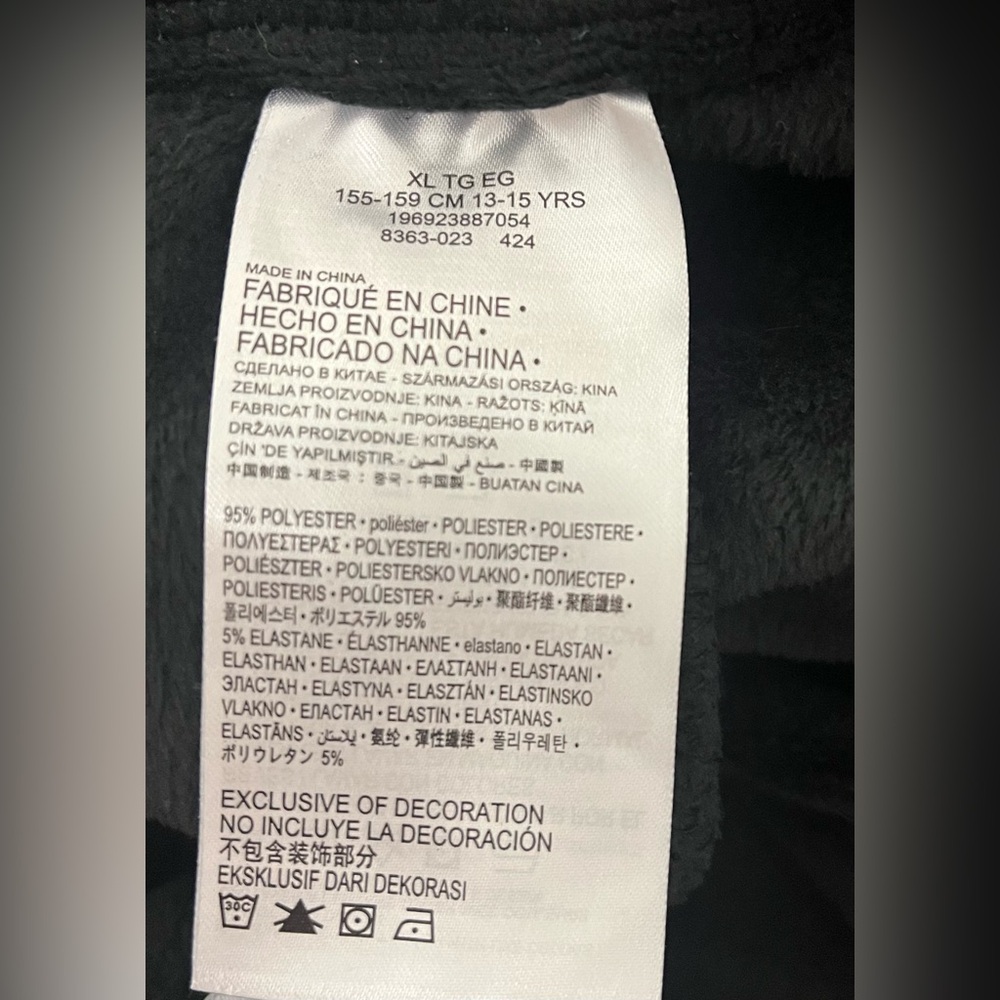 XL TG EG
155-159 CM 13-15 YRS
196923887054
8363-023 424
MADE IN CHINA
FABRIQUÉ EN CHINE •
HECHO EN CHINA •
FABRICADO NA CHINA •
СДЕЛАНО В КИТАЕ - SZÁRMAZÁSI ORSZÁG: KINA
ZEMLJA PROIZVODNJE: KINA - RAŽOTS: ĶĪNĀ
FABRICAT ÎN CHINA - ПРОИЗВЕДЕНО В КИТАЙ
DRŽAVA PROIZVODNJE: KITAJSKA
ÇİN 'DE YAPILMIŞTIR - صنع في الصين - 中國製
中国制造 - 제조국 : 중국 - 中国製 - BUATAN CINA
95% POLYESTER • poliéster • POLIESTER • POLIESTERE •
ΠΟΛΥΕΣΤΕΡΑΣ • POLYESTERI • ПОЛИЭСТЕР •
POLIÉSZTER • POLIESTERSKO VLAKNO • ПОЛИЕСТЕР •
POLIESTERIS • POLÜESTER • بوليستر • 聚酯纤维 • 聚酯纖維 •
폴리에스터 • ポリエステル 95%
5% ELASTANE • ÉLASTHANNE • elastano • ELASTAN •
ELASTHAN • ELASTAAN • ΕΛΑΣΤΑΝΗ • ELASTAANI •
ЭЛАСТАН • ELASTYNA • ELASZTÁN • ELASTINSKO
VLAKNO • ЕЛАСТАН • ELASTIN • ELASTANAS •
ELASTĀNS • إيلاستان • 氨纶 • 彈性纖維 • 폴리우레탄 •
ポリウレタン 5%
EXCLUSIVE OF DECORATION
NO INCLUYE LA DECORACIÓN
不包含装饰部分
EKSKLUSIF DARI DEKORASI
30C